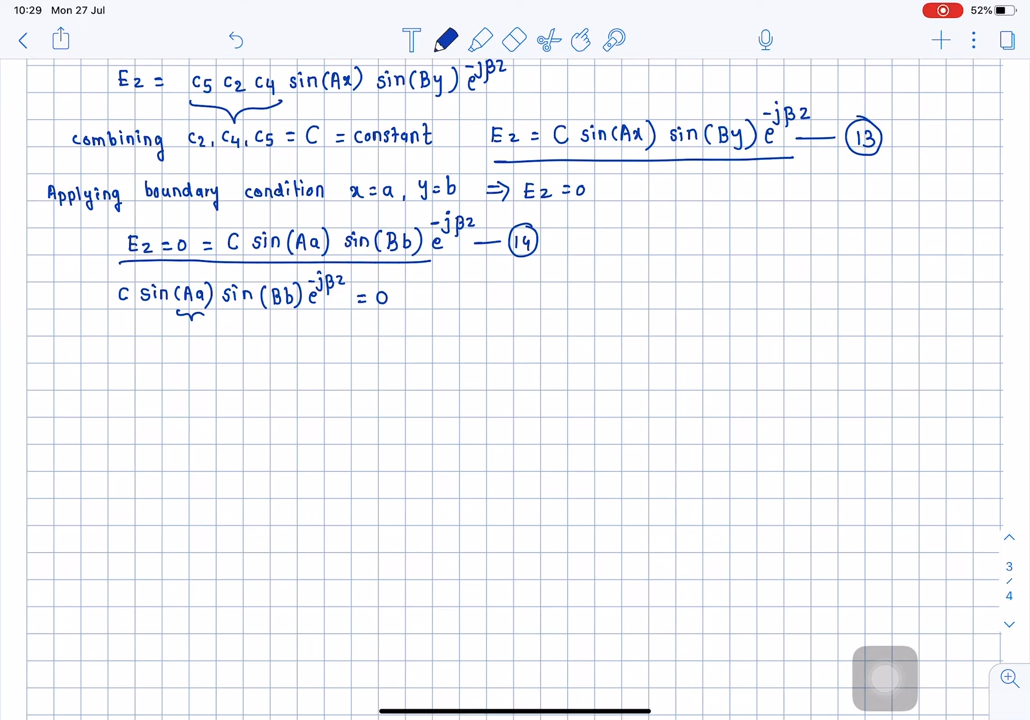 10:29 Mon 27 Jul 52%
Ez = c5 c2 c4 sin(Ax) sin(By) e^-jβz
combining c2, c4, c5 = C = constant Ez = C sin(Ax) sin(By) e^-jβz — 13
Applying boundary condition x=a, y=b ⇒ Ez=0
Ez=0 = C sin(Aa) sin(Bb) e^-jβz — 14
C sin(Aa) sin(Bb) e^-jβz = 0
3
/
4